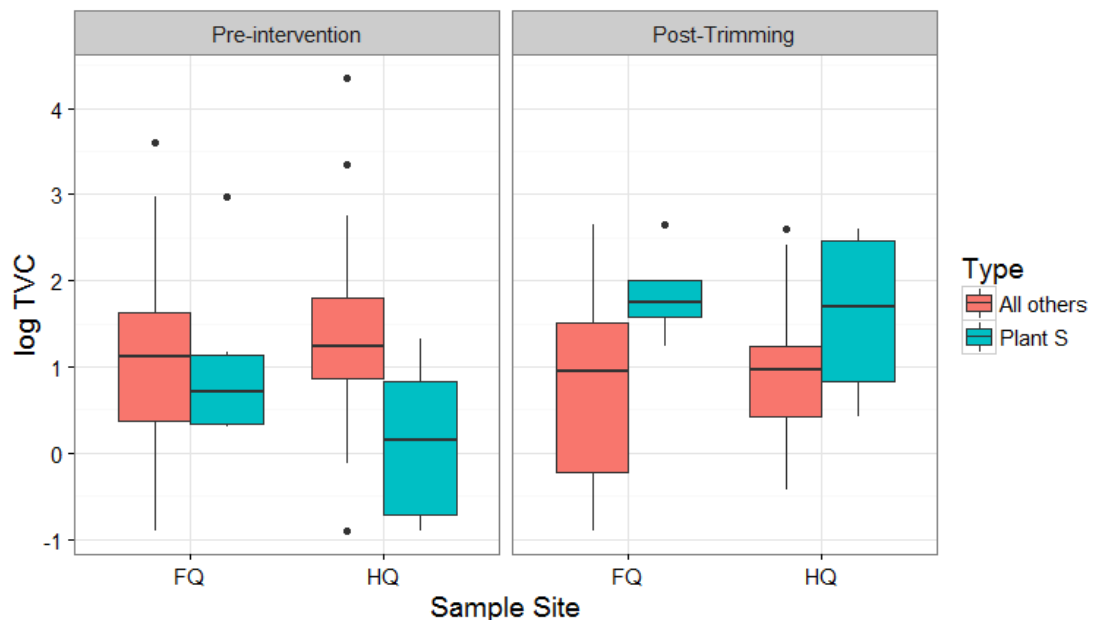 Pre-intervention
Post-Trimming
log TVC
4
3
2
1
0
-1
FQ
HQ
FQ
HQ
Sample Site
Type
All others
Plant S